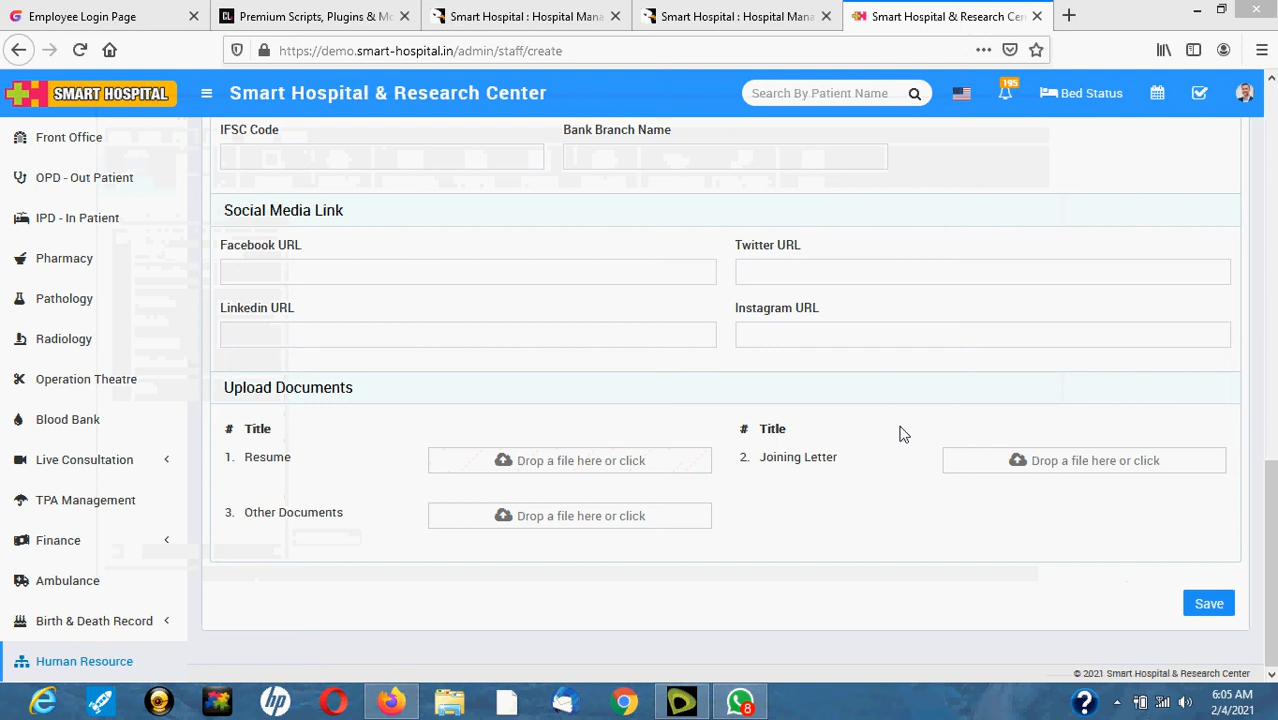 Employee Login Page
Premium Scripts, Plugins & Mo
Smart Hospital : Hospital Mana
Smart Hospital : Hospital Mana
Smart Hospital & Research Cen
https://demo.smart-hospital.in/admin/staff/create
SMART HOSPITAL
Smart Hospital & Research Center
Search By Patient Name
195
Bed Status
Front Office
OPD - Out Patient
IPD - In Patient
Pharmacy
Pathology
Radiology
Operation Theatre
Blood Bank
Live Consultation
TPA Management
Finance
Ambulance
Birth & Death Record
Human Resource
IFSC Code
Bank Branch Name
Social Media Link
Facebook URL
Twitter URL
Linkedin URL
Instagram URL
Upload Documents
# Title
# Title
1. Resume
Drop a file here or click
2. Joining Letter
Drop a file here or click
3. Other Documents
Drop a file here or click
Save
© 2021 Smart Hospital & Research Center
8
6:05 AM
2/4/2021